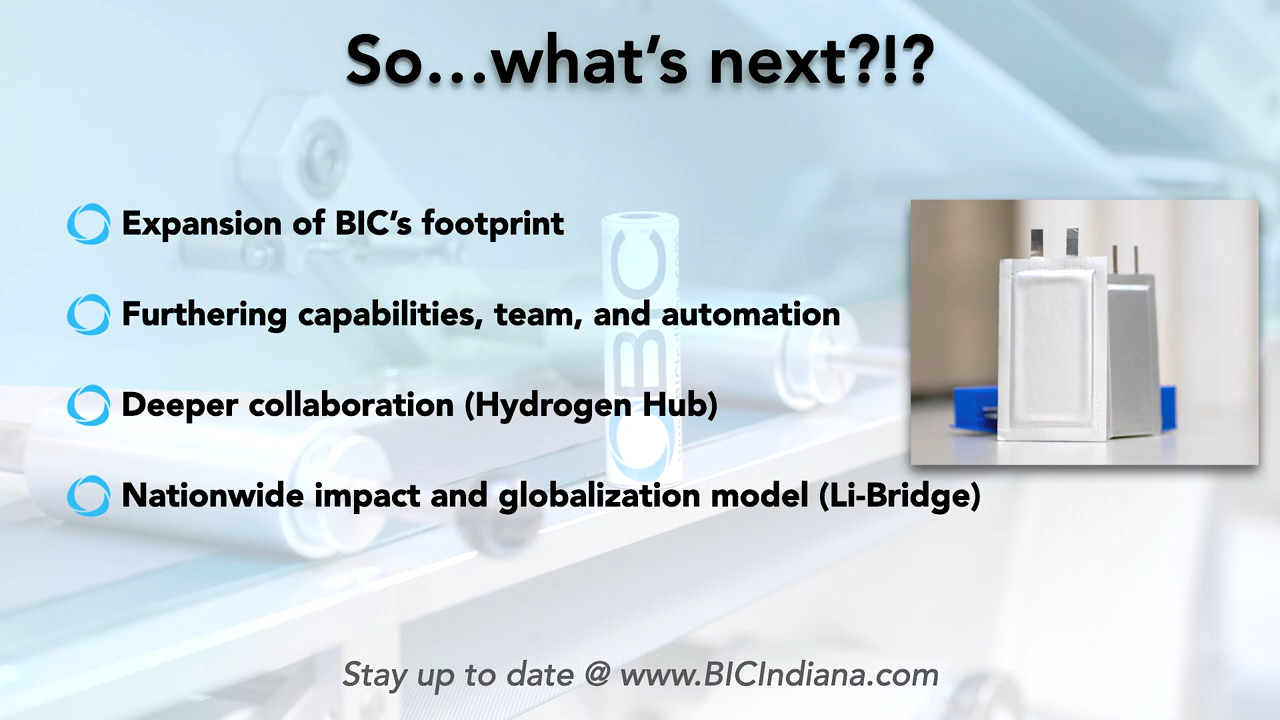 So…what’s next?!?
Expansion of BIC’s footprint
Furthering capabilities, team, and automation
BIC
Deeper collaboration (Hydrogen Hub)
Nationwide impact and globalization model (Li-Bridge)
Stay up to date @ www.BICIndiana.com